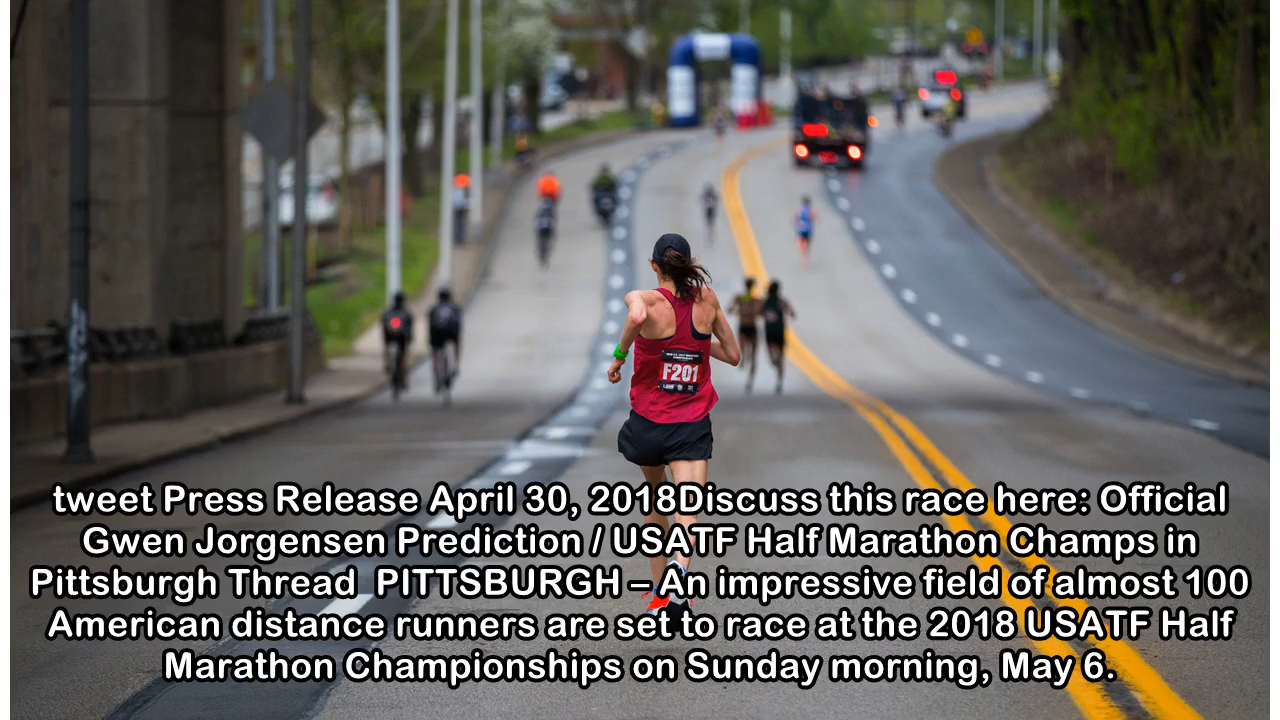 F201
tweet Press Release April 30, 2018Discuss this race here: Official
Gwen Jorgensen Prediction / USATF Half Marathon Champs in
Pittsburgh Thread  PITTSBURGH – An impressive field of almost 100
American distance runners are set to race at the 2018 USATF Half
Marathon Championships on Sunday morning, May 6.